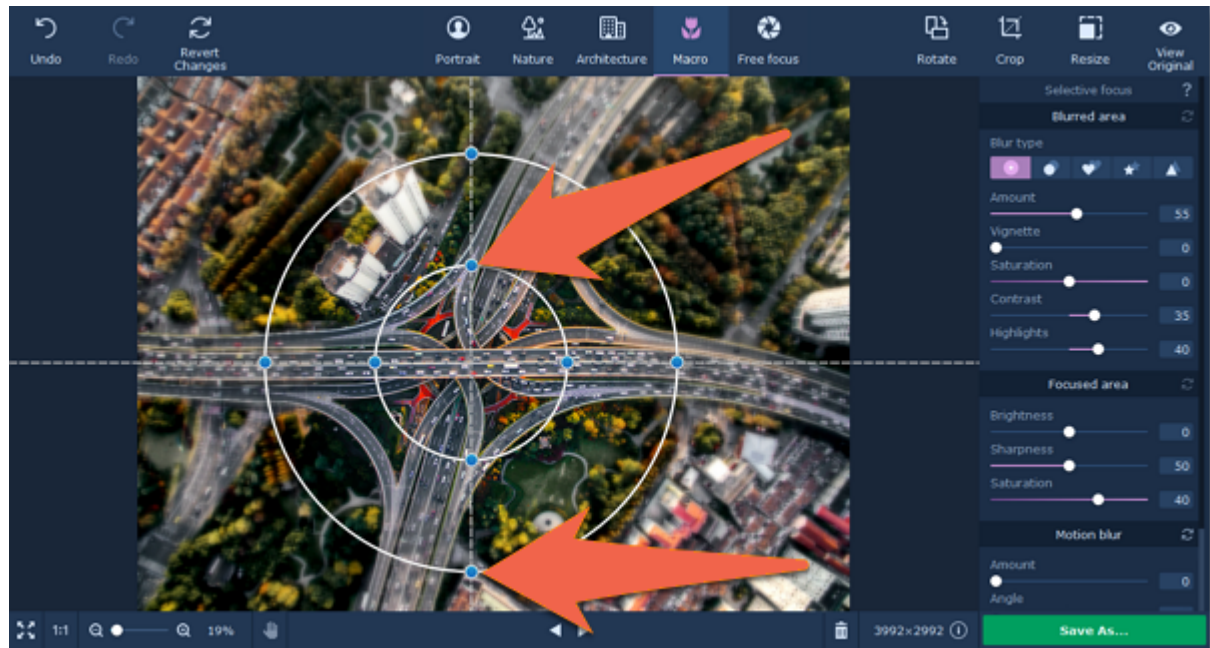 Undo
Redo
Revert
Changes
Portrait
Nature
Architecture
Macro
Free focus
Rotate
Crop
Resize
View
Original
Selective focus ?
Blurred area
Blur type
Amount
55
Vignette
0
Saturation
0
Contrast
35
Highlights
40
Focused area
Brightness
0
Sharpness
50
Saturation
40
Motion blur
Amount
0
Angle
1:1
19%
3992×2992
Save As...